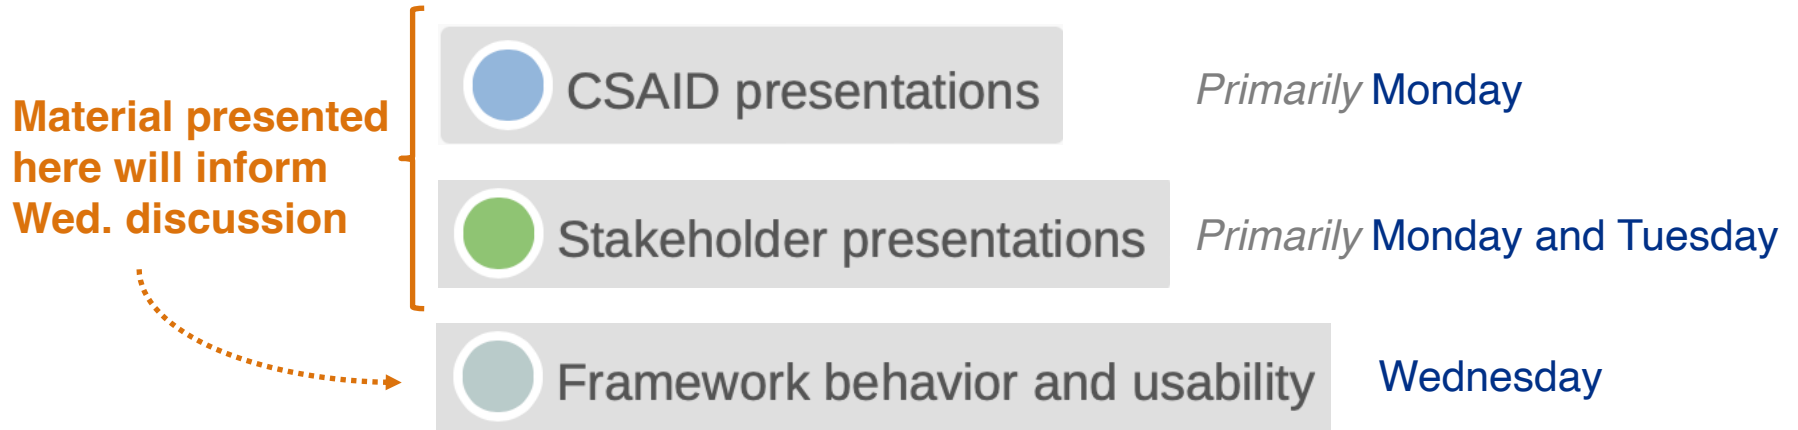 Material presented
here will inform
Wed. discussion
CSAID presentations
Primarily Monday
Stakeholder presentations
Primarily Monday and Tuesday
Framework behavior and usability
Wednesday